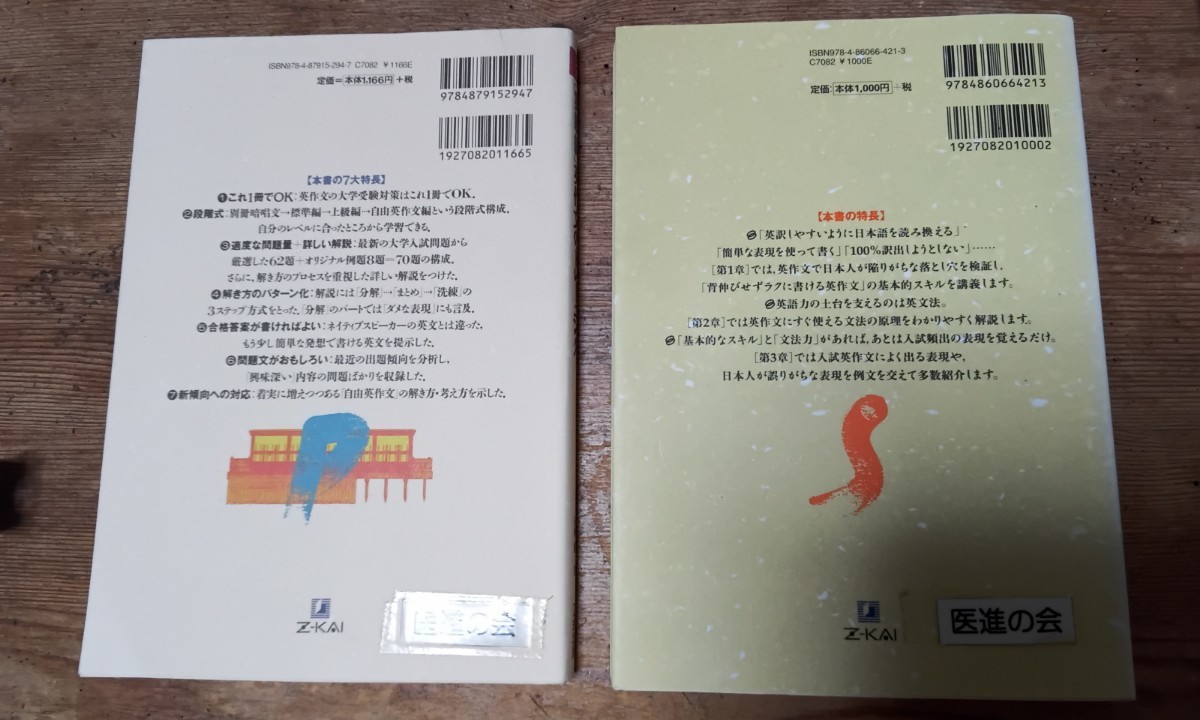 ISBN978-4-87915-294-7 C7082 ¥1166E
定価=本体1,166円+税
9784879152947
1927082011665
【本書の7大特長】
❶これ1冊でOK:英作文の大学受験対策はこれ1冊でOK.
❷段階式:別冊暗唱文→標準編→上級編→自由英作文編という段階式構成.
自分のレベルに合ったところから学習できる.
❸適度な問題量+詳しい解説:最新の大学入試問題から
厳選した62題+オリジナル例題8題=70題の構成.
さらに,解き方のプロセスを重視した詳しい解説をつけた.
❹解き方のパターン化:解説には「分解」→「まとめ」→「洗練」の
3ステップ方式をとった.「分解」のパートでは「ダメな表現」にも言及.
❺合格答案が書ければよい:ネイティブスピーカーの英文とは違った,
もう少し簡単な発想で書ける英文を提示した.
❻問題文がおもしろい:最近の出題傾向を分析し,
「興味深い」内容の問題ばかりを収録した.
❼新傾向への対応:着実に増えつつある「自由英作文」の解き方・考え方を示した.
Z-KAI
医進の会
ISBN978-4-86066-421-3
C7082 ¥1000E
定価:本体1,000円+税
9784860664213
1927082010002
【本書の特長】
「英訳しやすいように日本語を読み換える」
「簡単な表現を使って書く」「100%訳出しようとしない」……
[第1章]では,英作文で日本人が陥りがちな落とし穴を検証し,
「背伸びせずラクに書ける英作文」の基本的スキルを講義します.
英語力の土台を支えるのは英文法.
[第2章]では英作文にすぐ使える文法の原理をわかりやすく解説します.
「基本的なスキル」と「文法力」があれば,あとは入試頻出の表現を覚えるだけ.
[第3章]では入試英作文によく出る表現や,
日本人が誤りがちな表現を例文を交えて多数紹介します.
Z-KAI
医進の会